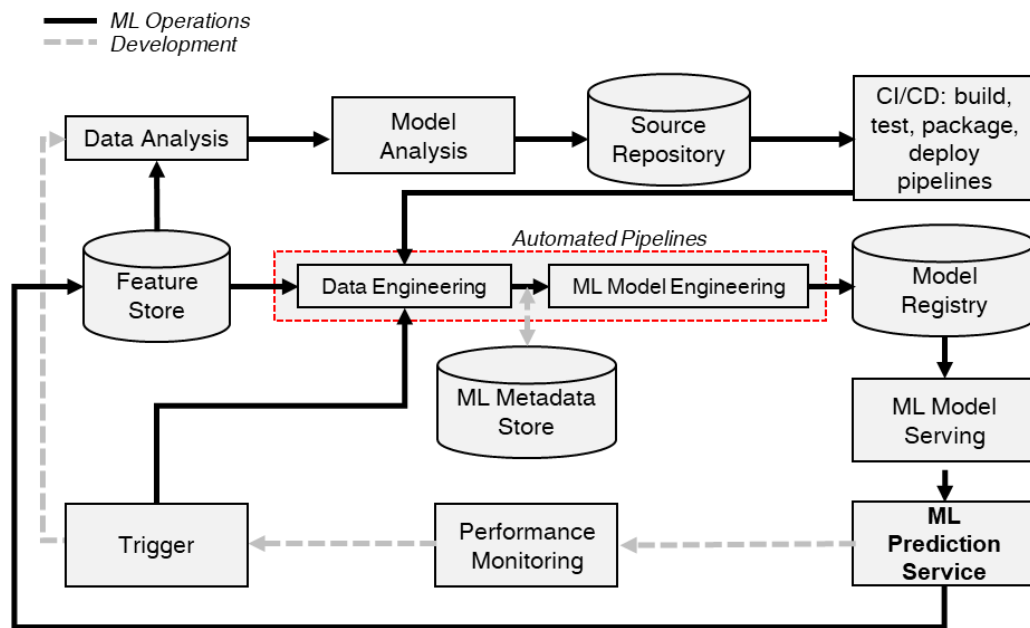 ML Operations
Development
Data Analysis
Model
Analysis
Source
Repository
CI/CD: build,
test, package,
deploy
pipelines
Automated Pipelines
Feature
Store
Data Engineering
ML Model Engineering
Model
Registry
ML Metadata
Store
ML Model
Serving
Trigger
Performance
Monitoring
ML
Prediction
Service